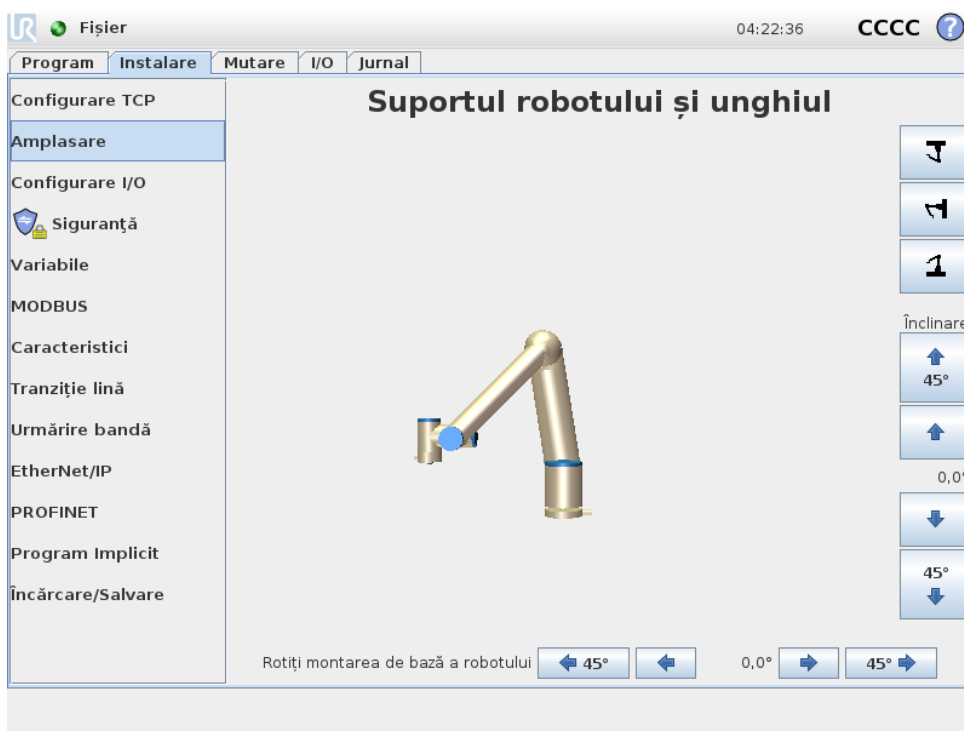 UR Fișier 04:22:36 CCCC ?
Program Instalare Mutare I/O Jurnal
Configurare TCP
Amplasare
Configurare I/O
Siguranţă
Variabile
MODBUS
Caracteristici
Tranziție lină
Urmărire bandă
EtherNet/IP
PROFINET
Program Implicit
Încărcare/Salvare
Suportul robotului și unghiul
Înclinare
45°
0,0°
45°
Rotiți montarea de bază a robotului 45° 0,0° 45°